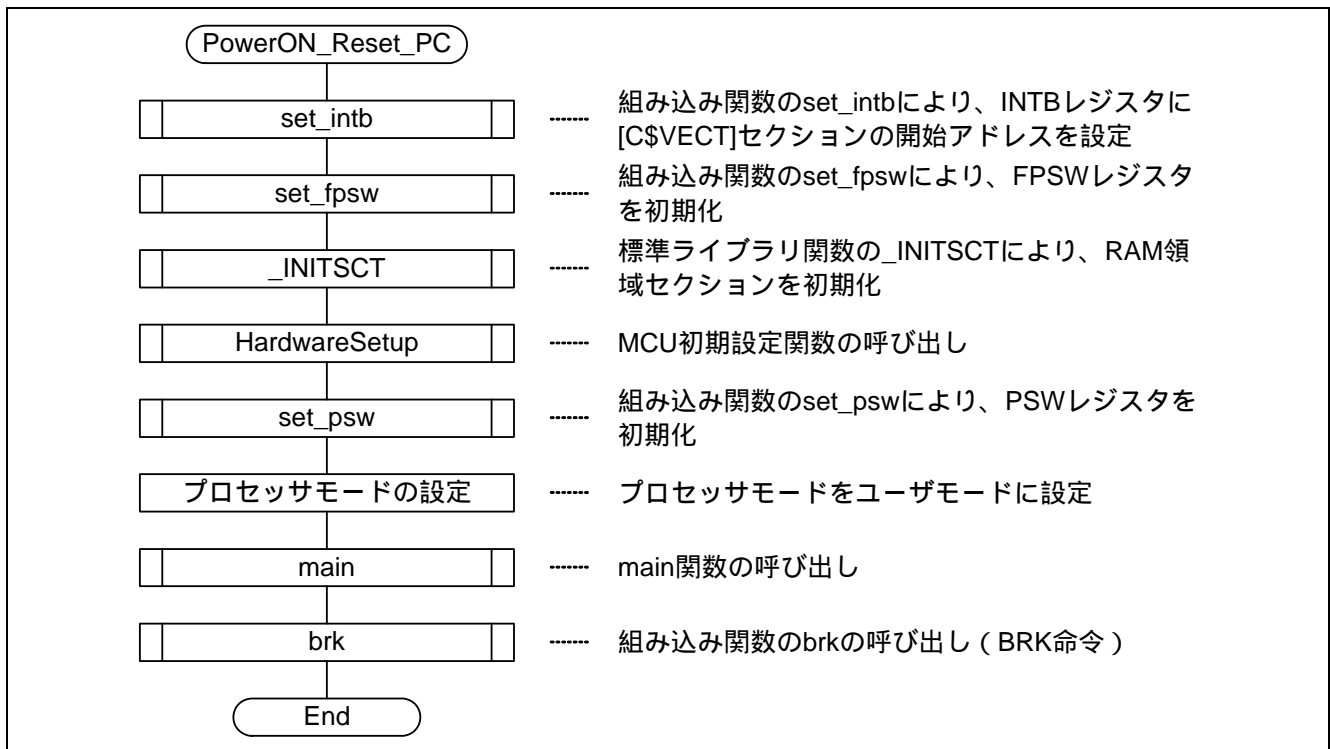 PowerON_Reset_PC
set_intb
組み込み関数のset_intbにより、INTBレジスタに
[C$VECT]セクションの開始アドレスを設定
set_fpsw
組み込み関数のset_fpswにより、FPSWレジスタ
を初期化
_INITSCT
標準ライブラリ関数の_INITSCTにより、RAM領
域セクションを初期化
HardwareSetup
MCU初期設定関数の呼び出し
set_psw
組み込み関数のset_pswにより、PSWレジスタを
初期化
プロセッサモードの設定
プロセッサモードをユーザモードに設定
main
main関数の呼び出し
brk
組み込み関数のbrkの呼び出し（BRK命令）
End